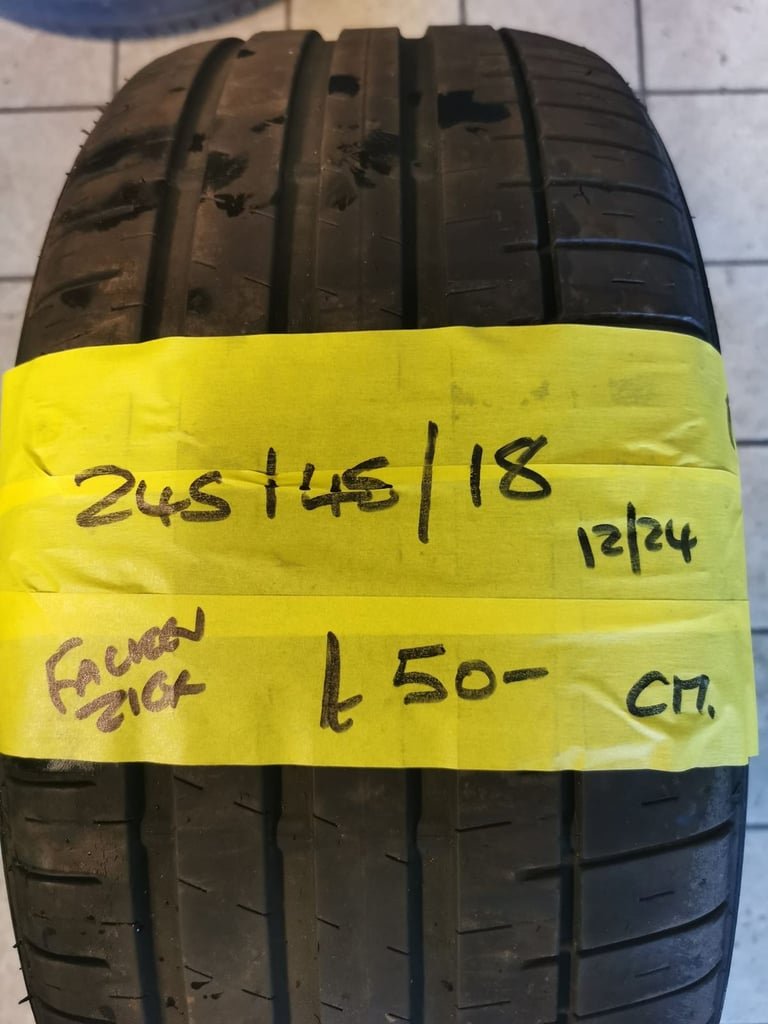 245/45/18
12/24
FALKEN £50- CM.
ZIEX